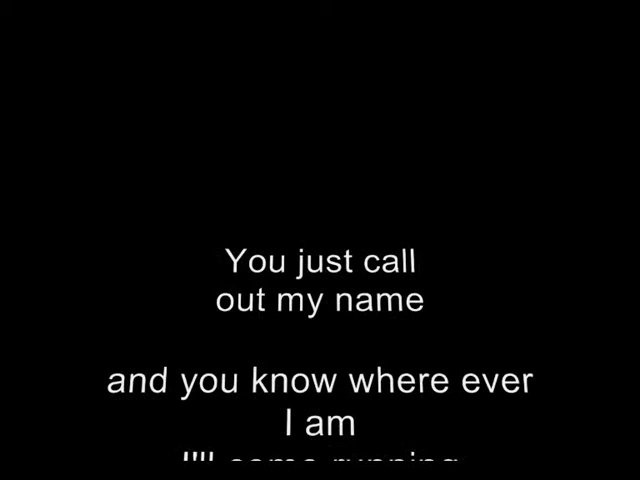 You just call
out my name
and you know where ever
I am
I'll come running